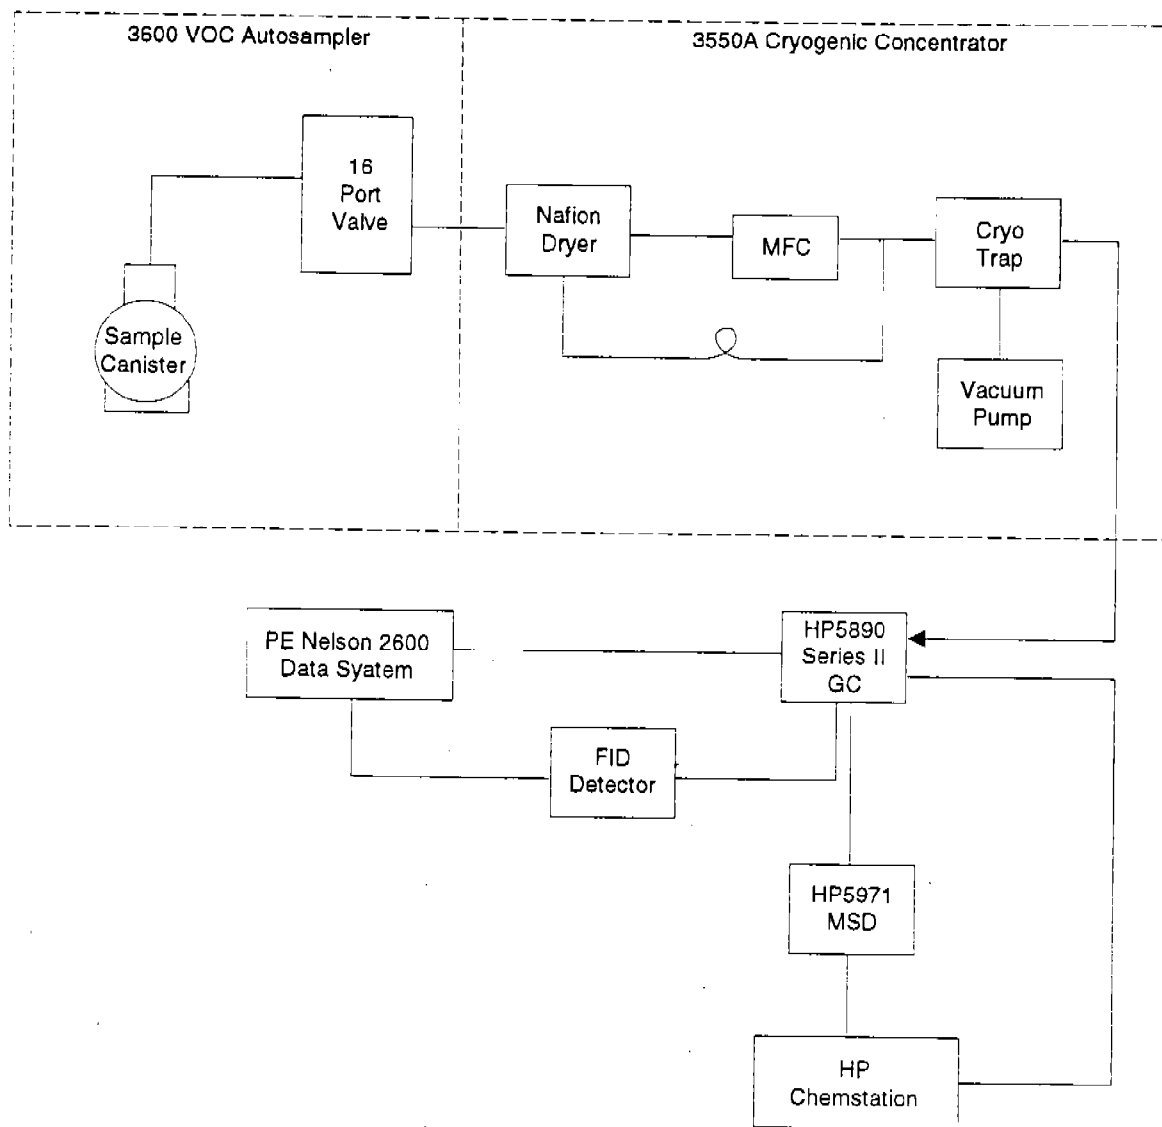 3600 VOC Autosampler
3550A Cryogenic Concentrator
16
Port
Valve
Nafion
Dryer
MFC
Cryo
Trap
Sample
Canister
Vacuum
Pump
PE Nelson 2600
Data Syatem
HP5890
Series II
GC
FID
Detector
HP5971
MSD
HP
Chemstation